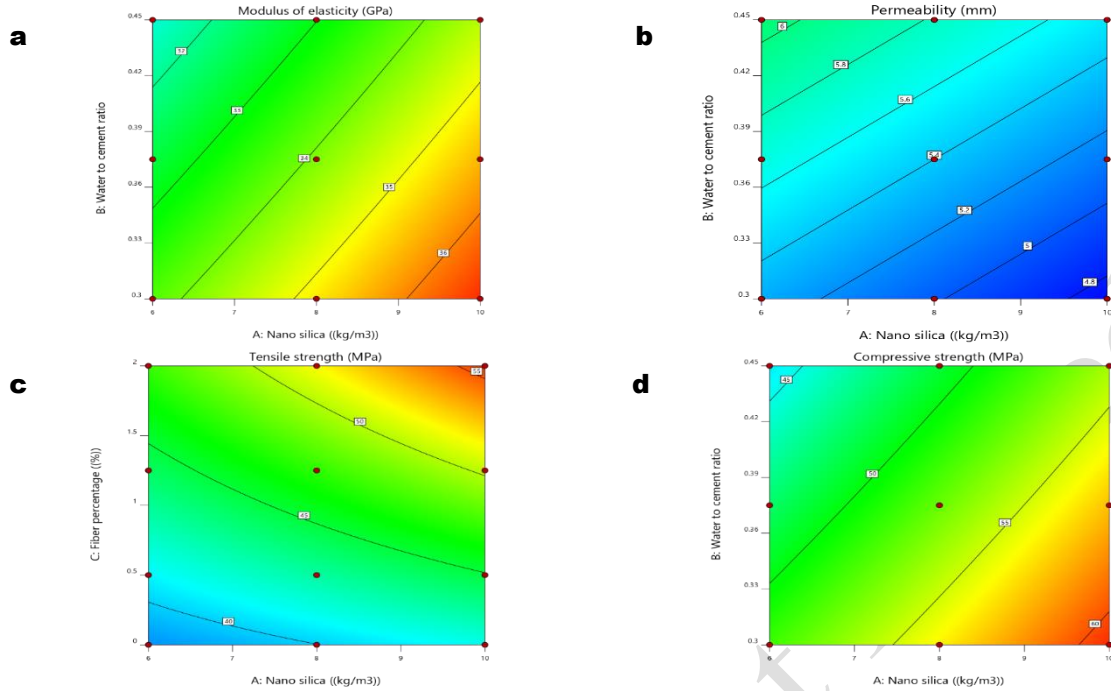 a
Modulus of elasticity (GPa)
0.45
0.42
0.39
0.36
0.33
0.3
B: Water to cement ratio
32
33
34
35
36
6 7 8 9 10
A: Nano silica ((kg/m3))
b
Permeability (mm)
0.45
0.42
0.39
0.36
0.33
0.3
B: Water to cement ratio
6
5.8
5.6
5.4
5.2
5
4.8
6 7 8 9 10
A: Nano silica ((kg/m3))
c
Tensile strength (MPa)
2
1.5
1
0.5
0
C: Fiber percentage ((%))
55
50
45
40
6 7 8 9 10
A: Nano silica ((kg/m3))
d
Compressive strength (MPa)
0.45
0.42
0.39
0.36
0.33
0.3
B: Water to cement ratio
45
50
55
60
6 7 8 9 10
A: Nano silica ((kg/m3))